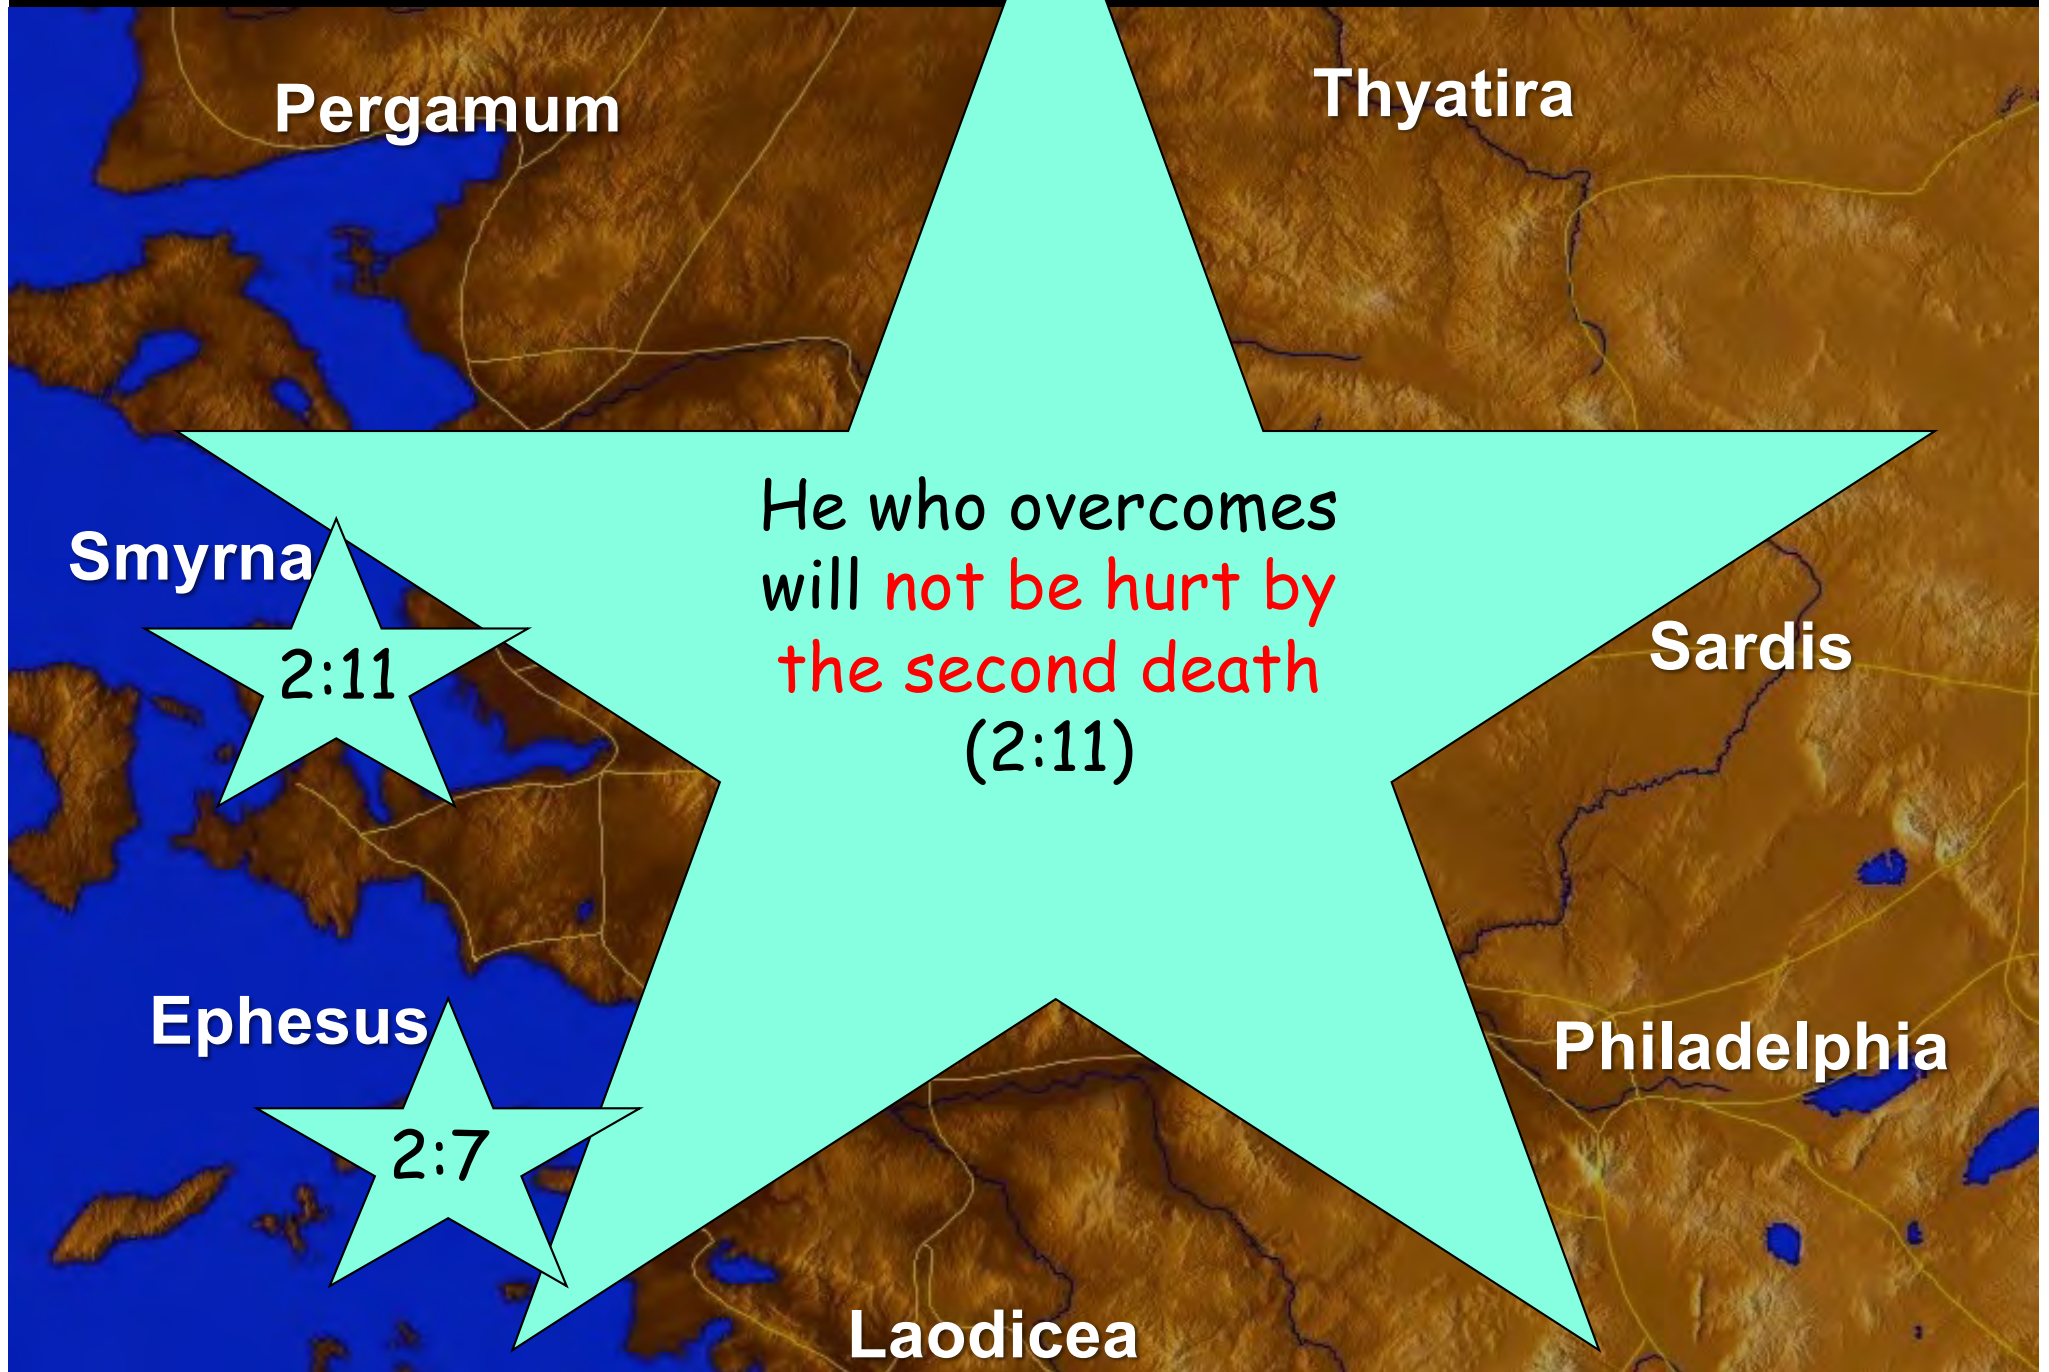 Pergamum
Thyatira
He who overcomes
will not be hurt by
the second death
(2:11)
Smyrna
2:11
Sardis
Ephesus
2:7
Philadelphia
Laodicea